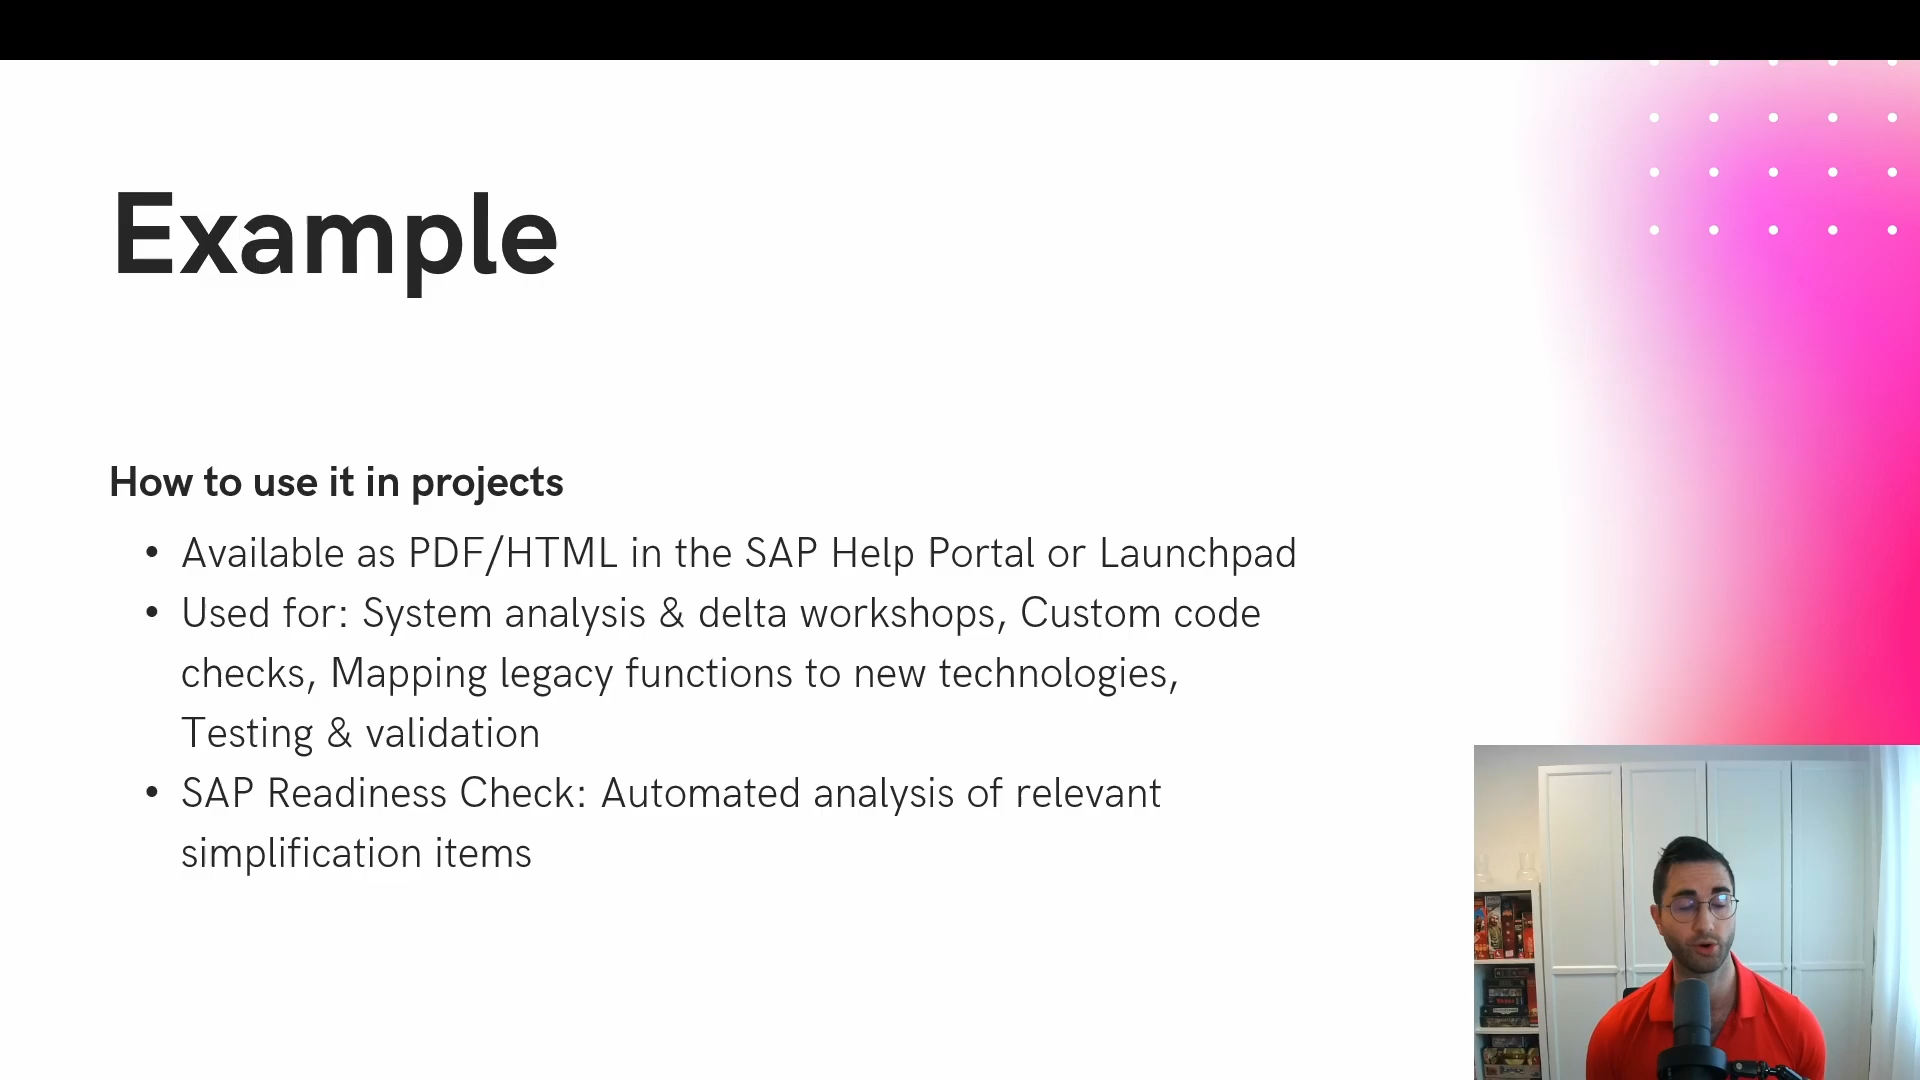 Example
How to use it in projects
• Available as PDF/HTML in the SAP Help Portal or Launchpad
• Used for: System analysis & delta workshops, Custom code
checks, Mapping legacy functions to new technologies,
Testing & validation
• SAP Readiness Check: Automated analysis of relevant
simplification items